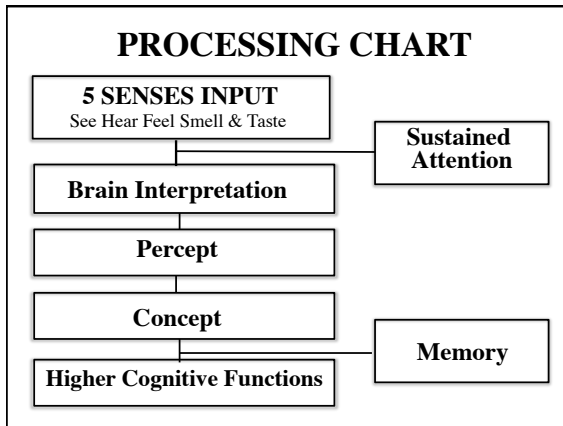 PROCESSING CHART
5 SENSES INPUT
See Hear Feel Smell & Taste
Sustained
Attention
Brain Interpretation
Percept
Concept
Memory
Higher Cognitive Functions